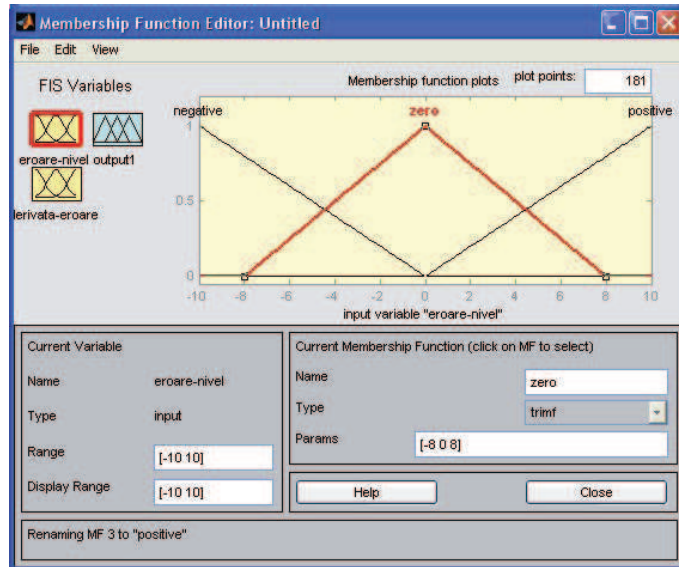 Membership Function Editor: Untitled
File Edit View
FIS Variables
Membership function plots plot points: 181
negative zero positive
1
0.5
0
-10 -8 -6 -4 -2 0 2 4 6 8 10
input variable "eroare-nivel"
eroare-nivel output1
lerivata-eroare
Current Variable
Name eroare-nivel
Type input
Range [-10 10]
Display Range [-10 10]
Current Membership Function (click on MF to select)
Name zero
Type trimf
Params [-8 0 8]
Help Close
Renaming MF 3 to "positive"